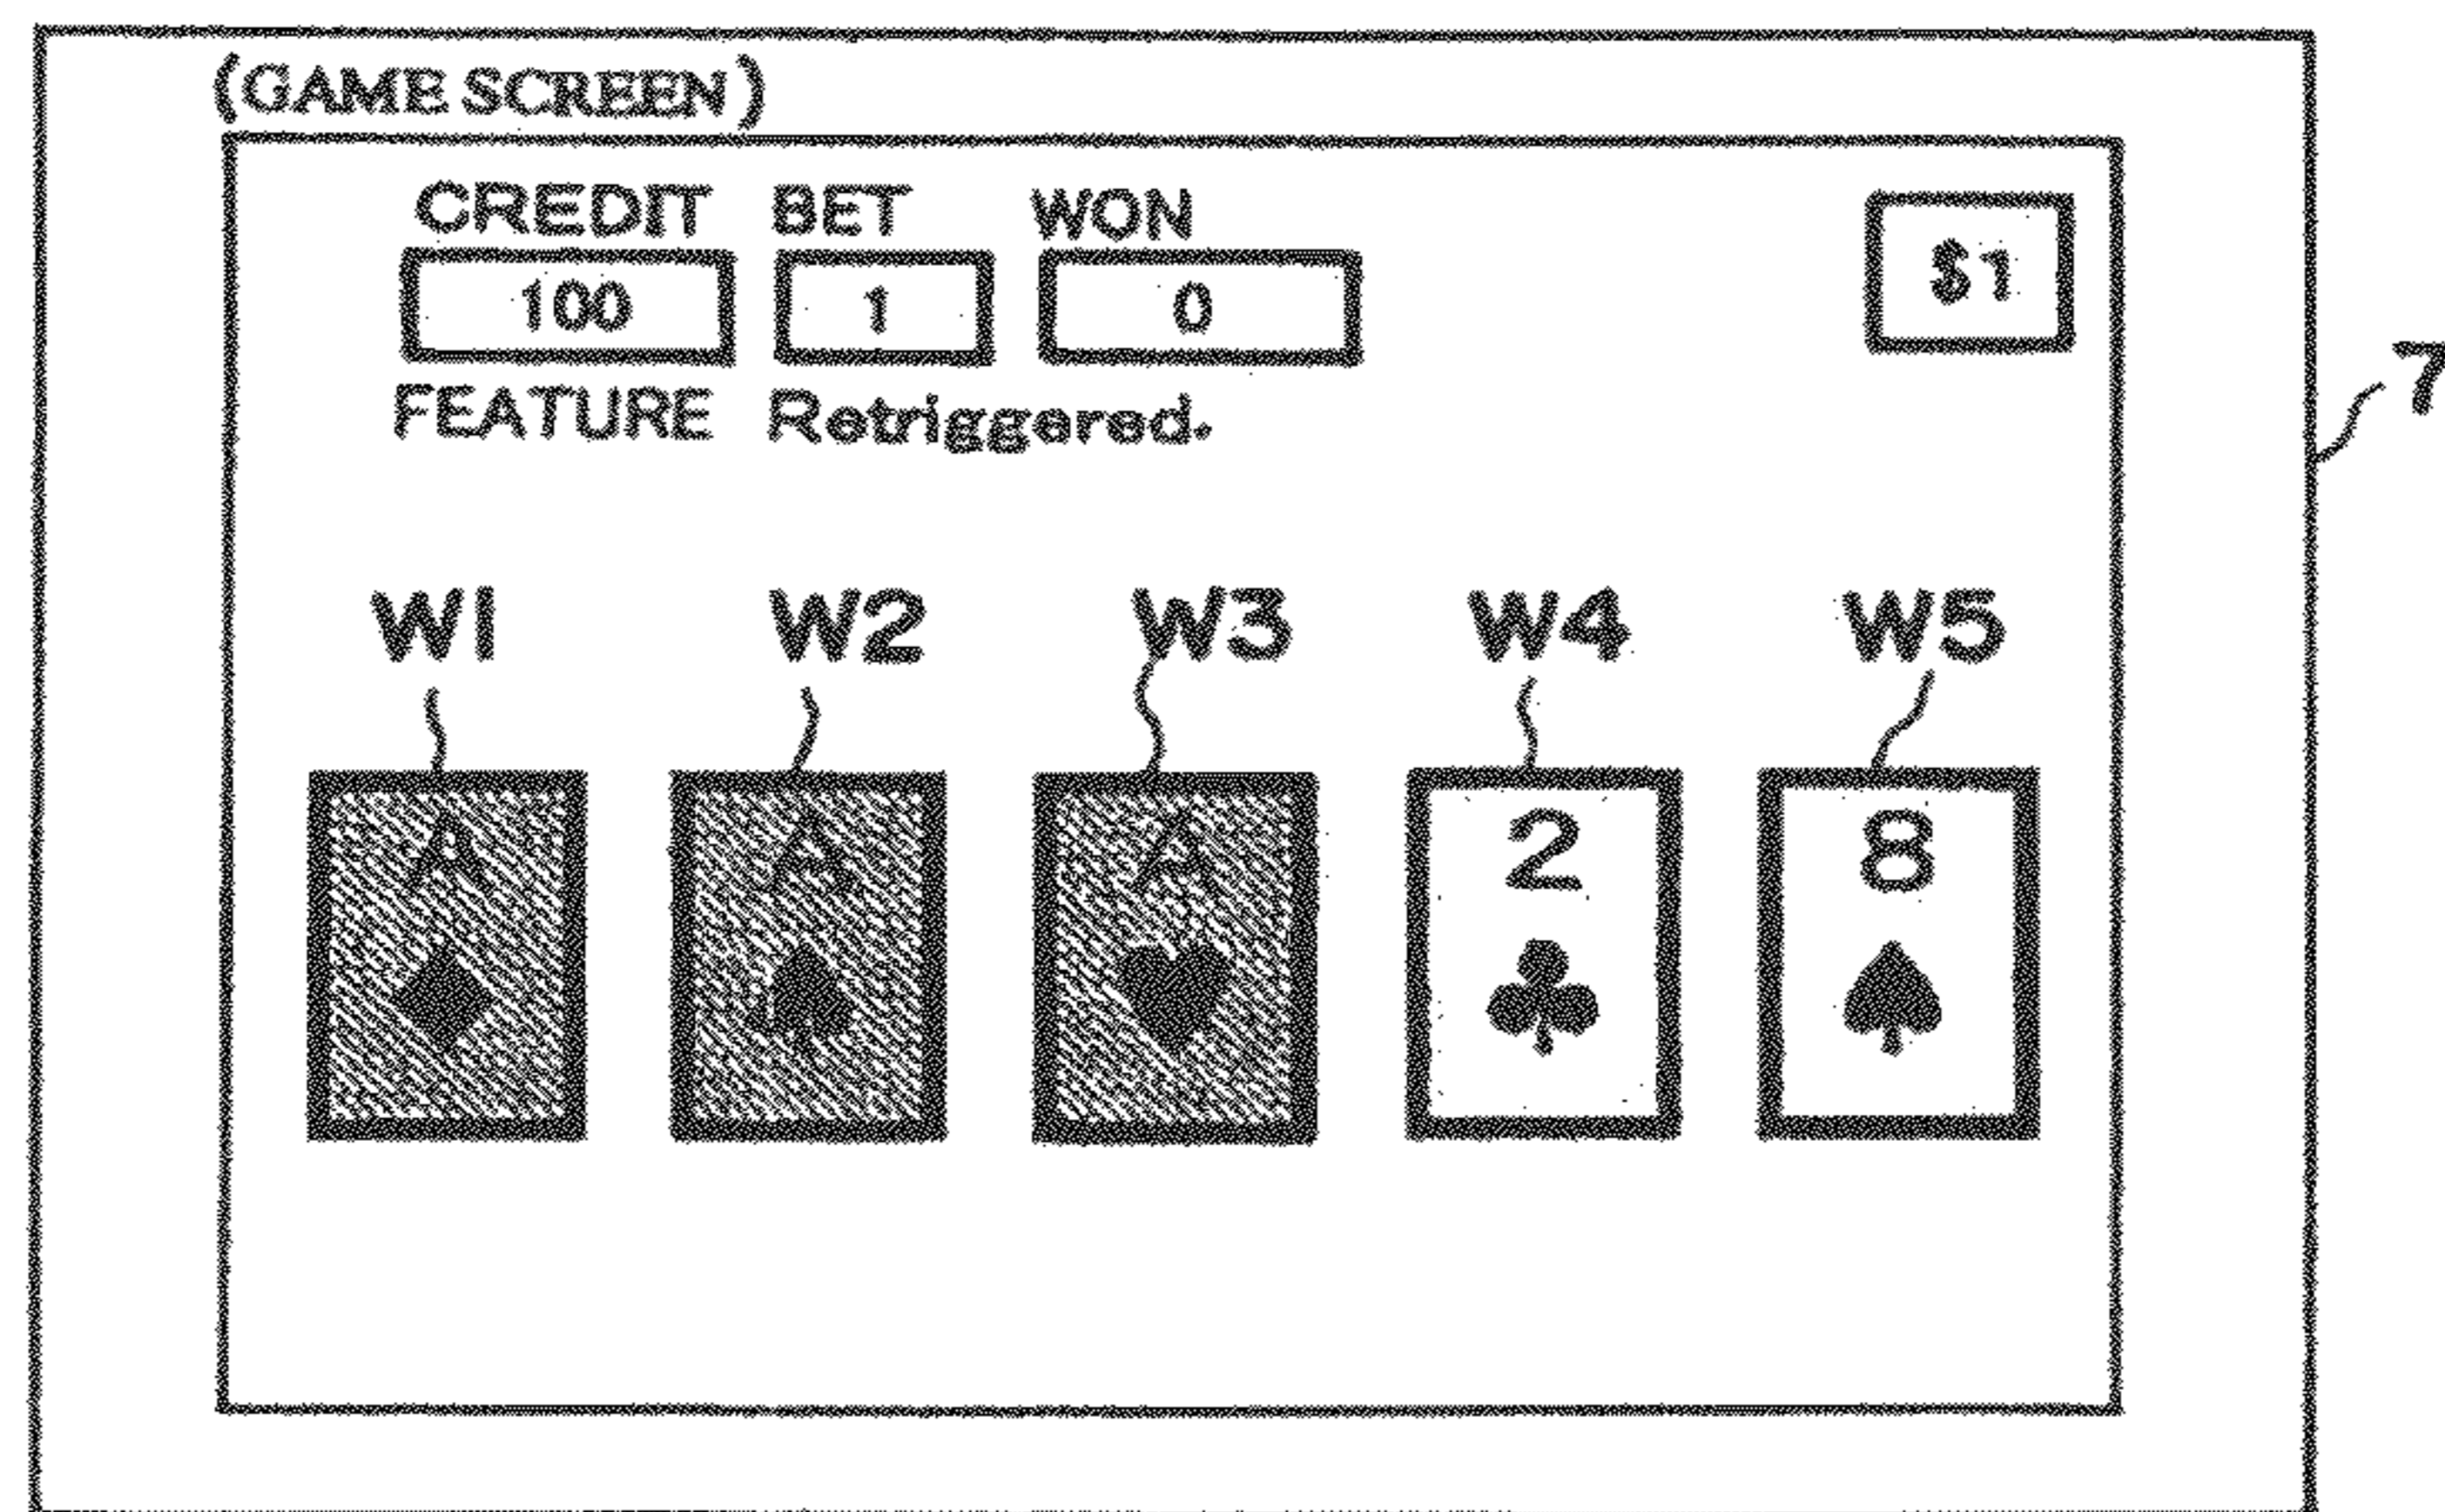 (GAME SCREEN)
CREDIT BET WON
100 1 0 $1
FEATURE Retriggered.
7
W1 W2 W3 W4 W5
A A A 2 8